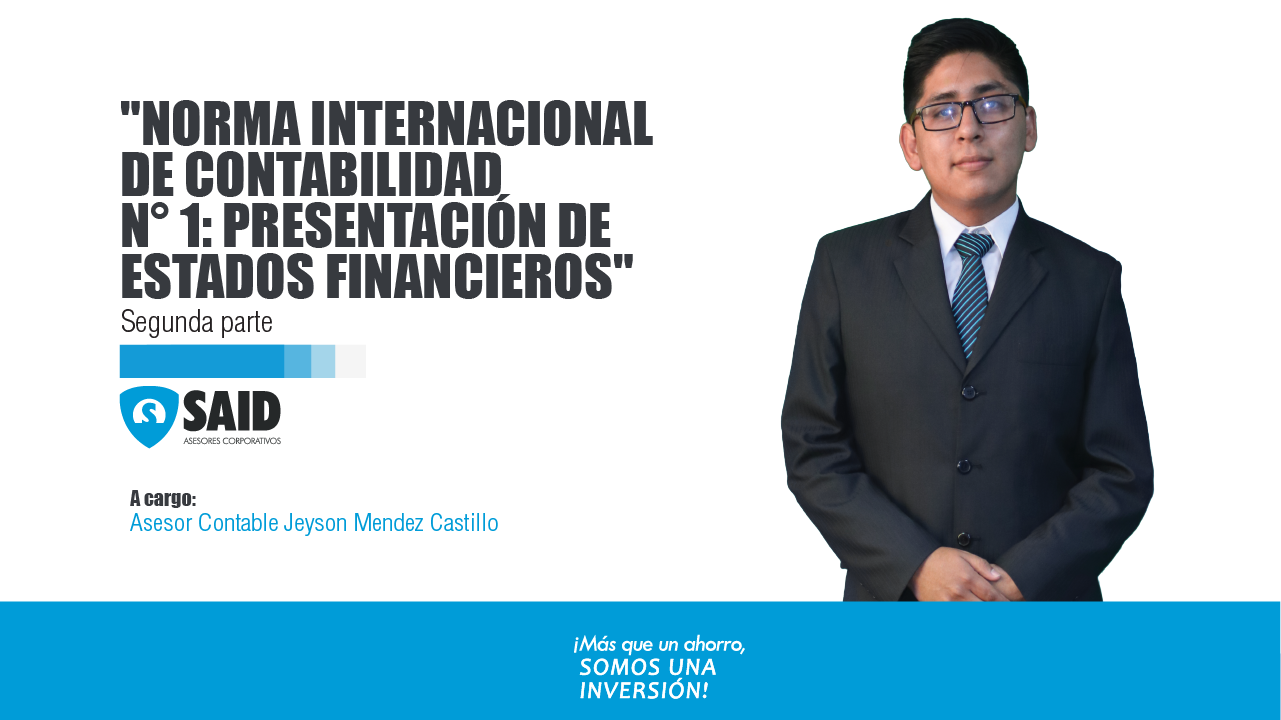 "NORMA INTERNACIONAL
DE CONTABILIDAD
N° 1: PRESENTACIÓN DE
ESTADOS FINANCIEROS"
Segunda parte
S SAID
ASESORES CORPORATIVOS
A cargo:
Asesor Contable Jeyson Mendez Castillo
¡Más que un ahorro,
SOMOS UNA
INVERSIÓN!